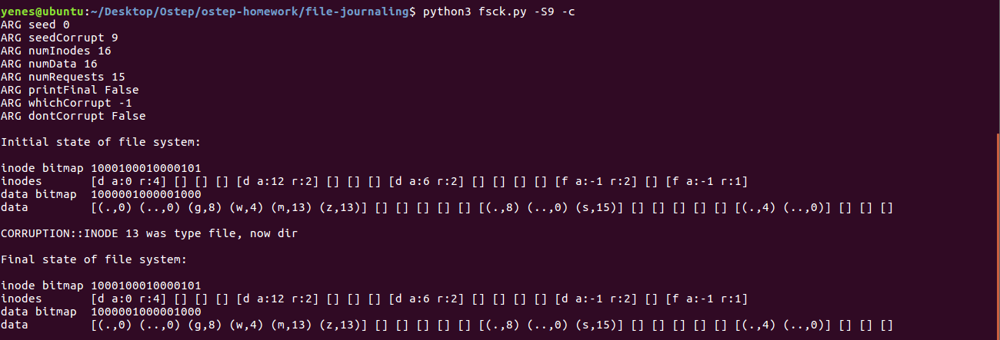 yenes@ubuntu:~/Desktop/Ostep/ostep-homework/file-journaling$ python3 fsck.py -S9 -c
ARG seed 0
ARG seedCorrupt 9
ARG numInodes 16
ARG numData 16
ARG numRequests 15
ARG printFinal False
ARG whichCorrupt -1
ARG dontCorrupt False
Initial state of file system:
inode bitmap 1000100010000101
inodes [d a:0 r:4] [] [] [] [d a:12 r:2] [] [] [] [d a:6 r:2] [] [] [] [] [f a:-1 r:2] [] [f a:-1 r:1]
data bitmap 1000001000001000
data [(.,0) (..,0) (g,8) (w,4) (m,13) (z,13)] [] [] [] [] [] [(.,8) (..,0) (s,15)] [] [] [] [] [] [(.,4) (..,0)] [] [] []
CORRUPTION::INODE 13 was type file, now dir
Final state of file system:
inode bitmap 1000100010000101
inodes [d a:0 r:4] [] [] [] [d a:12 r:2] [] [] [] [d a:6 r:2] [] [] [] [] [d a:-1 r:2] [] [f a:-1 r:1]
data bitmap 1000001000001000
data [(.,0) (..,0) (g,8) (w,4) (m,13) (z,13)] [] [] [] [] [] [(.,8) (..,0) (s,15)] [] [] [] [] [] [(.,4) (..,0)] [] [] []